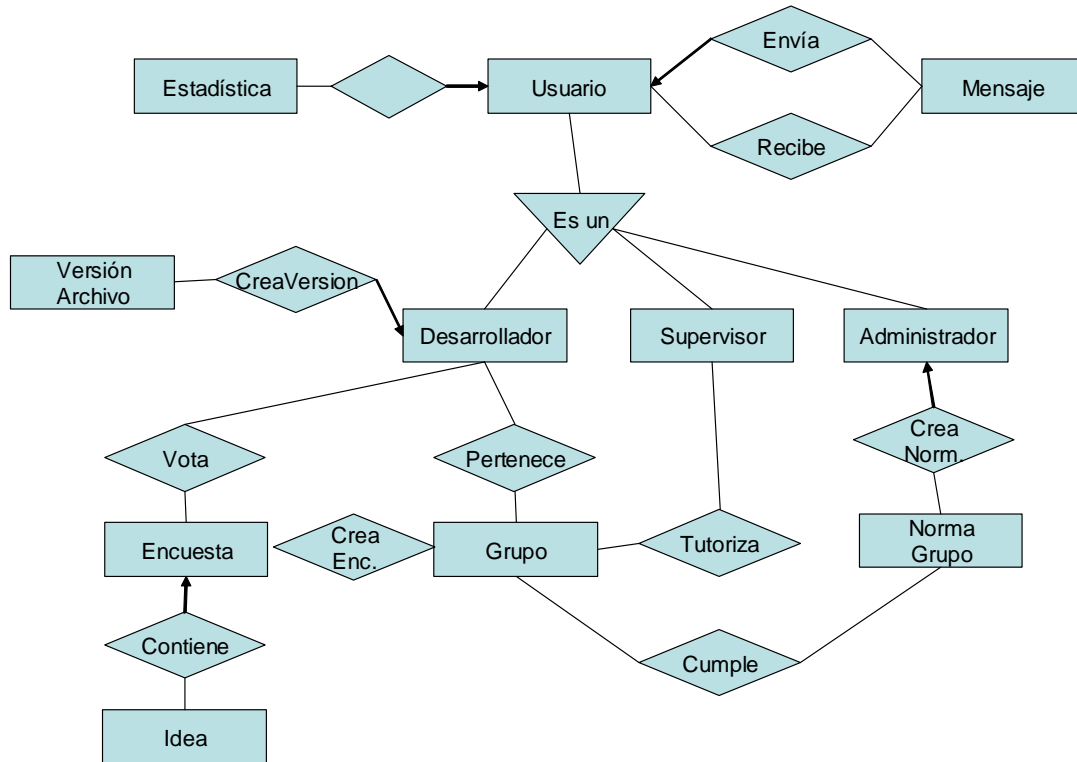 Envía
Estadística
Usuario
Mensaje
Recibe
Es un
Versión
Archivo
CreaVersion
Desarrollador
Supervisor
Administrador
Crea
Norm.
Vota
Pertenece
Encuesta
Crea
Enc.
Grupo
Tutoriza
Norma
Grupo
Contiene
Cumple
Idea